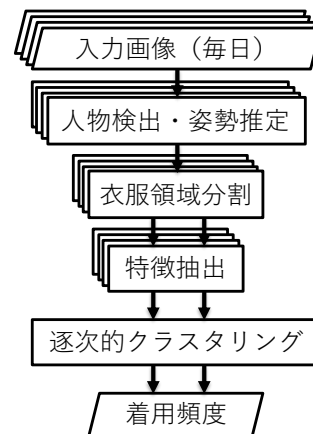 入力画像（毎日）
人物検出・姿勢推定
衣服領域分割
特徴抽出
逐次的クラスタリング
着用頻度